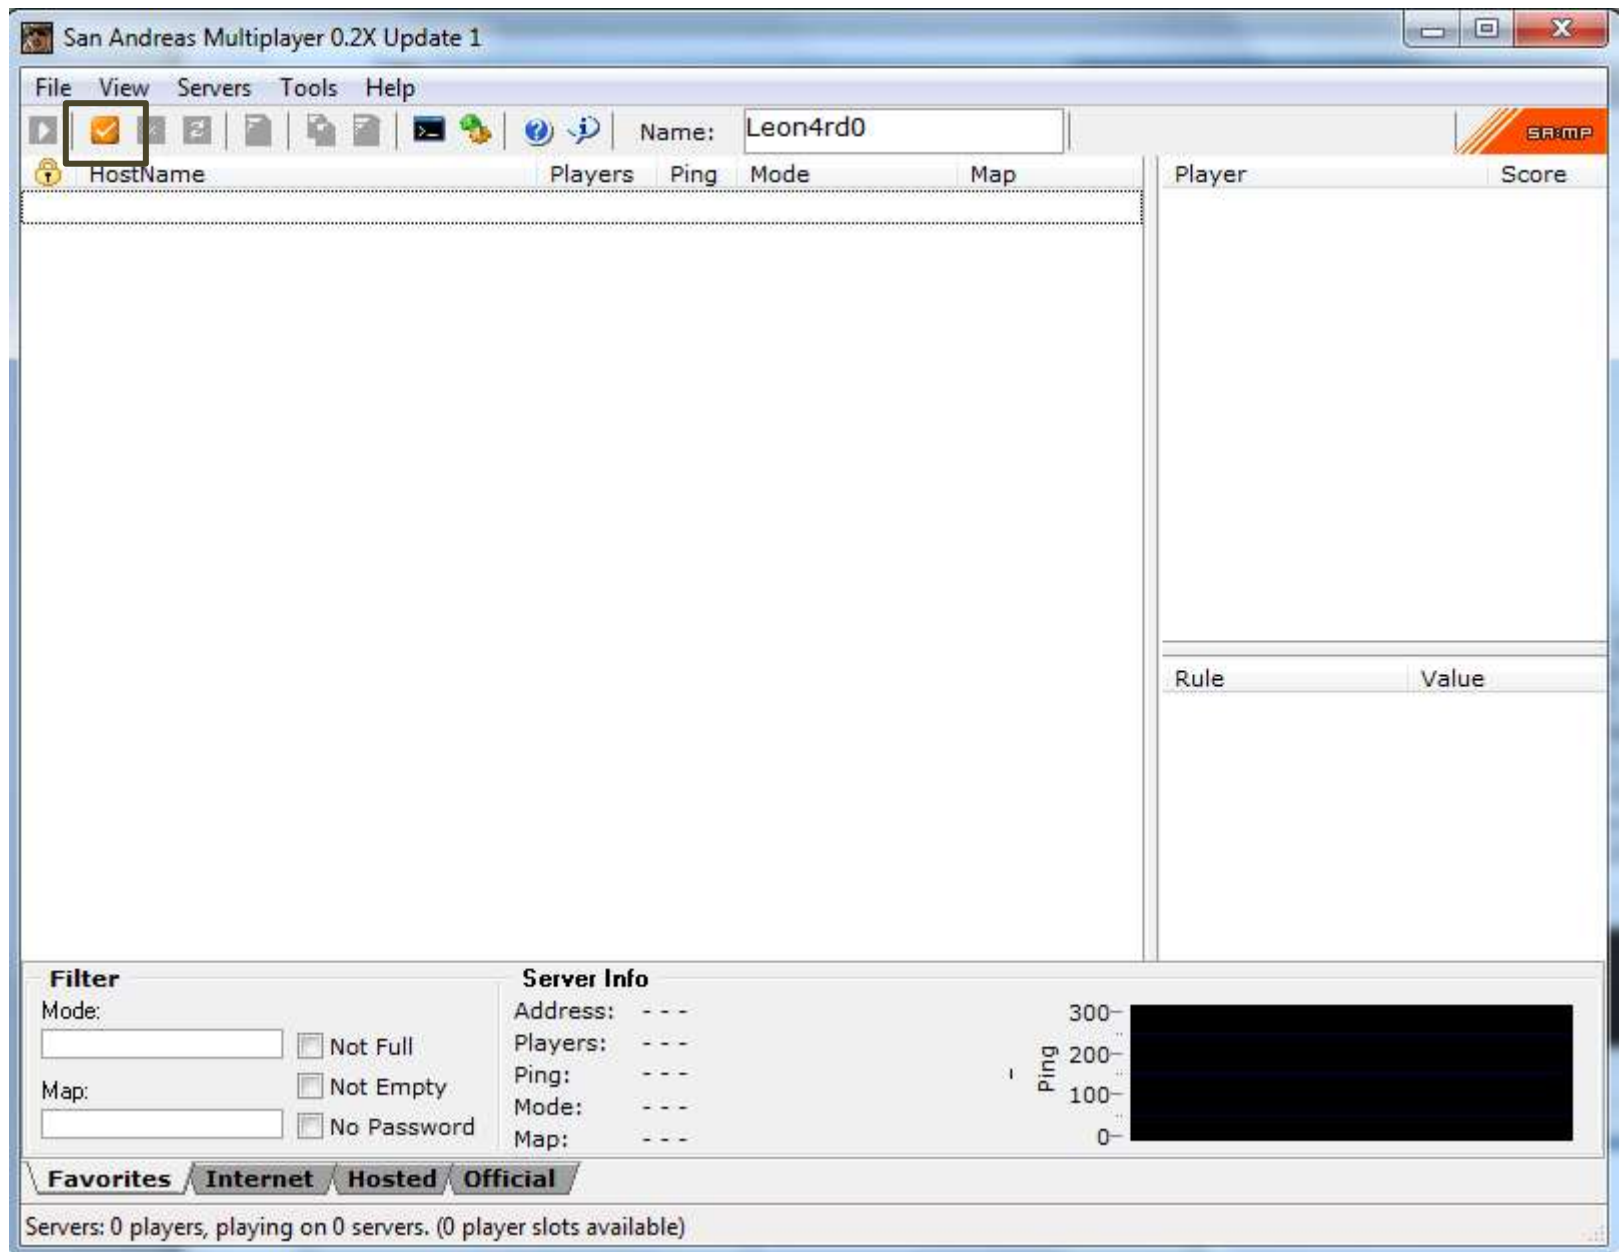 San Andreas Multiplayer 0.2X Update 1
File View Servers Tools Help
Name: Leon4rd0
SA:MP
HostName Players Ping Mode Map
Player Score
Rule Value
Filter
Mode:
Not Full
Map:
Not Empty
No Password
Server Info
Address: - - -
Players: - - -
Ping: - - -
Mode: - - -
Map: - - -
Ping
300
200
100
0
Favorites Internet Hosted Official
Servers: 0 players, playing on 0 servers. (0 player slots available)